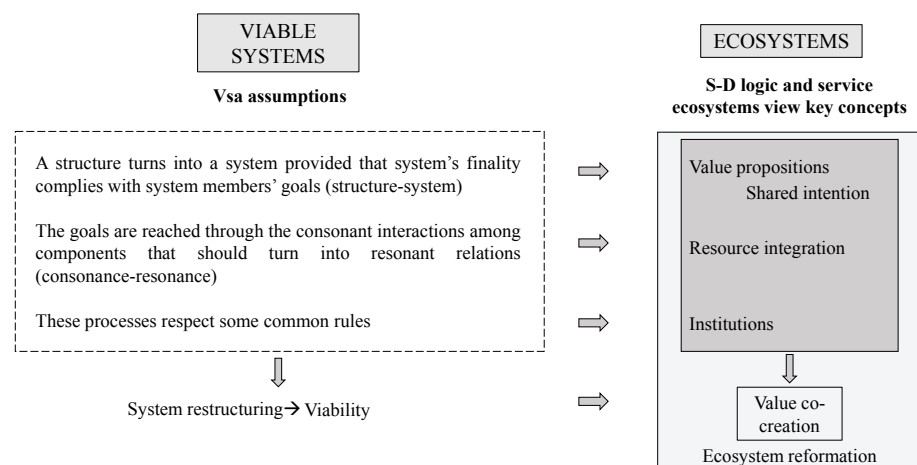 VIABLE
SYSTEMS
Vsa assumptions
A structure turns into a system provided that system's finality
complies with system members' goals (structure-system)
The goals are reached through the consonant interactions among
components that should turn into resonant relations
(consonance-resonance)
These processes respect some common rules
System restructuring→ Viability
ECOSYSTEMS
S-D logic and service
ecosystems view key concepts
Value propositions
Shared intention
Resource integration
Institutions
Value co-
creation
Ecosystem reformation